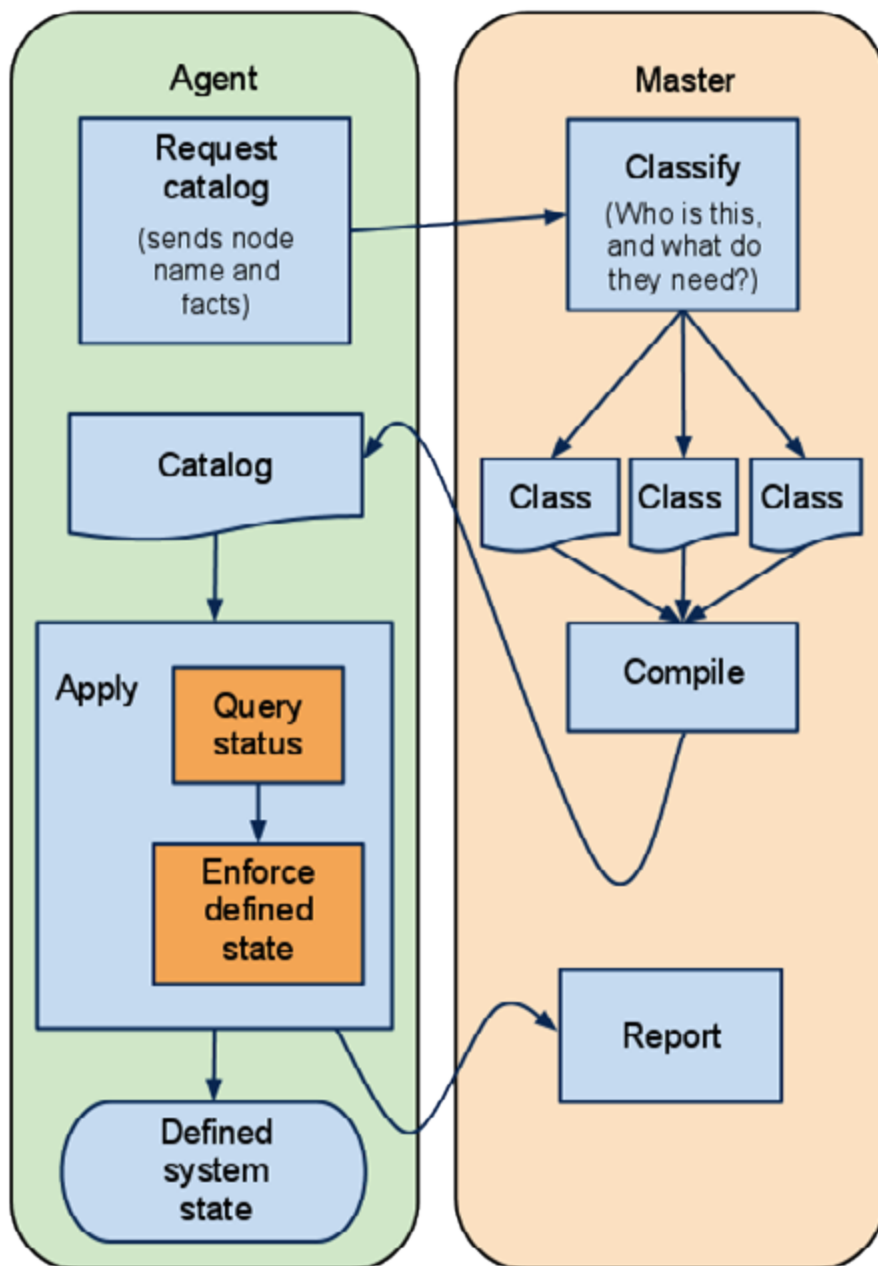 Agent
Request
catalog
(sends node
name and
facts)
Catalog
Apply
Query
status
Enforce
defined
state
Defined
system
state
Master
Classify
(Who is this,
and what do
they need?)
Class
Class
Class
Compile
Report